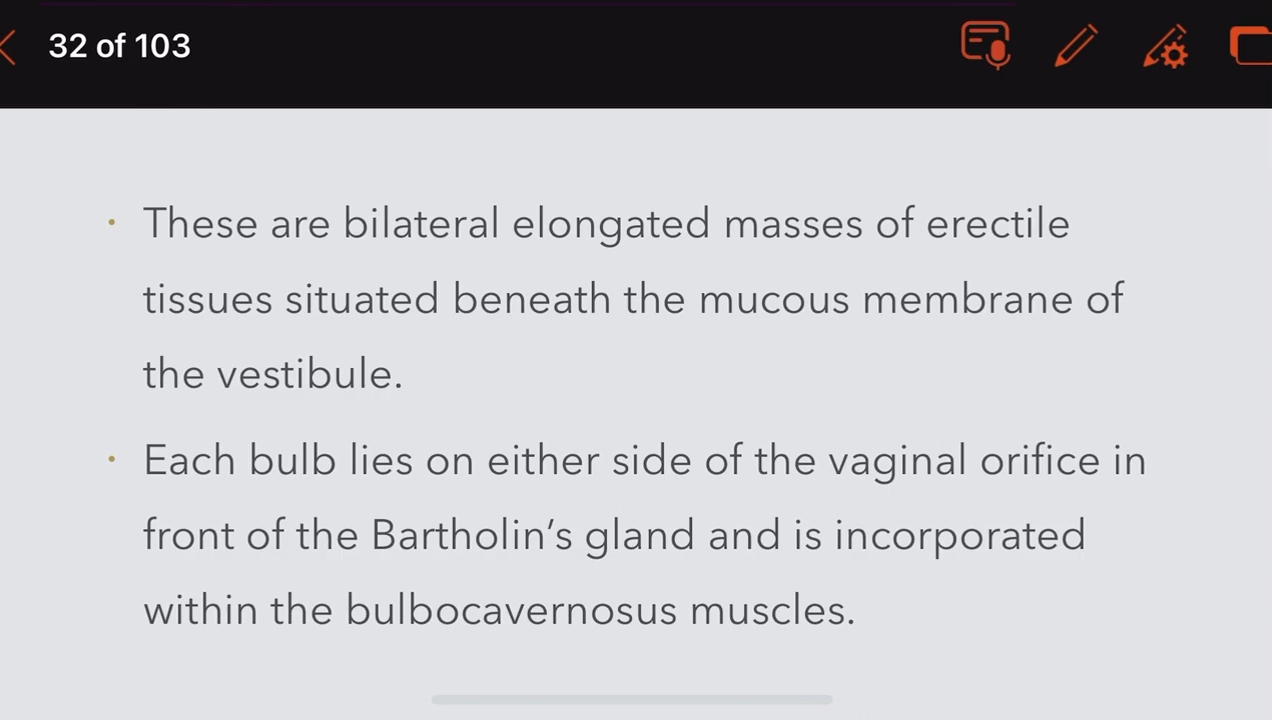 32 of 103
• These are bilateral elongated masses of erectile
tissues situated beneath the mucous membrane of
the vestibule.
• Each bulb lies on either side of the vaginal orifice in
front of the Bartholin’s gland and is incorporated
within the bulbocavernosus muscles.